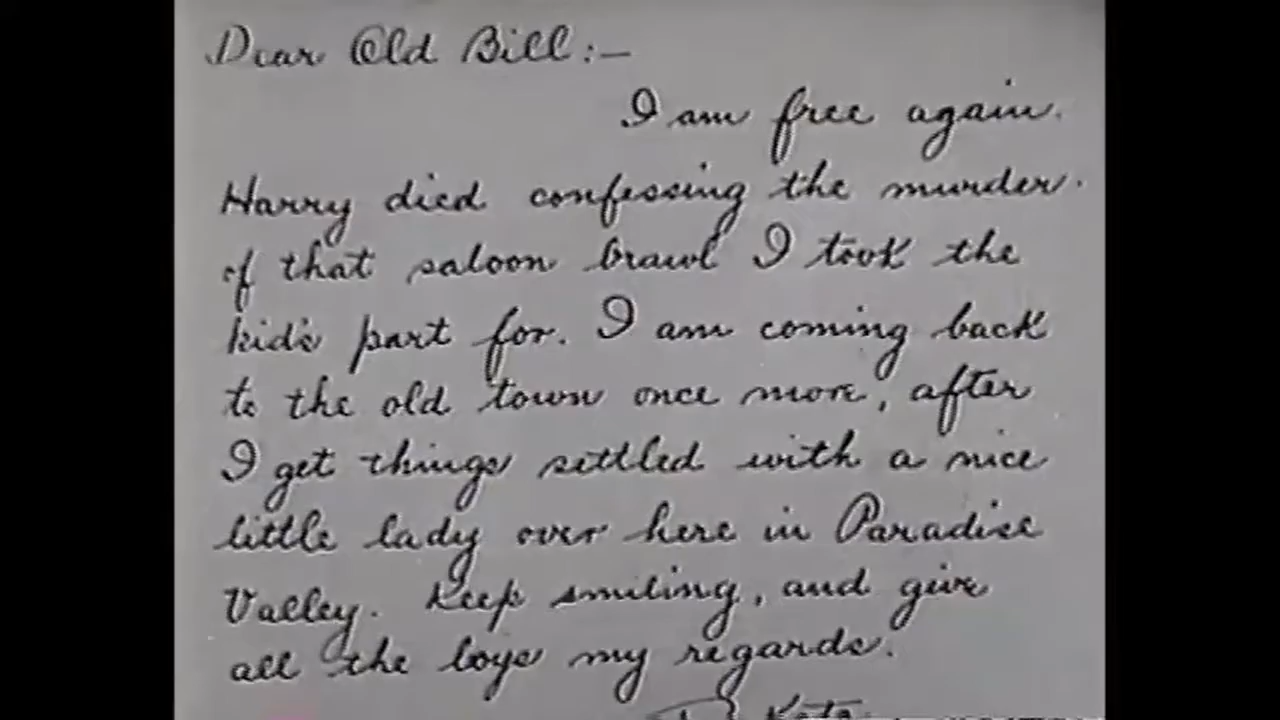 Dear Old Bill:—
I am free again.
Harry died confessing the murder
of that saloon brawl I took the
kid's part for. I am coming back
to the old town once more, after
I get things settled with a nice
little lady over here in Paradise
Valley. Keep smiling, and give
all the boys my regards.